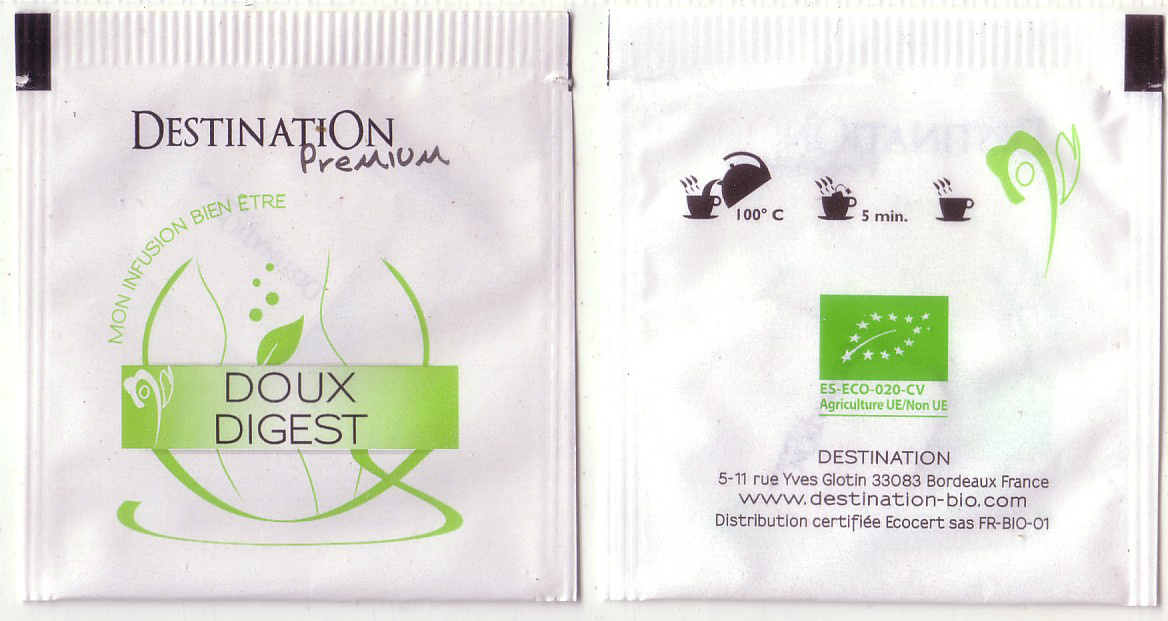 DESTINATiON
PREMIUM
MON INFUSION BIEN ÊTRE
DOUX
DIGEST
100° C
5 min.
ES-ECO-020-CV
Agriculture UE/Non UE
DESTINATION
5-11 rue Yves Glotin 33083 Bordeaux France
www.destination-bio.com
Distribution certifiée Ecocert sas FR-BIO-01